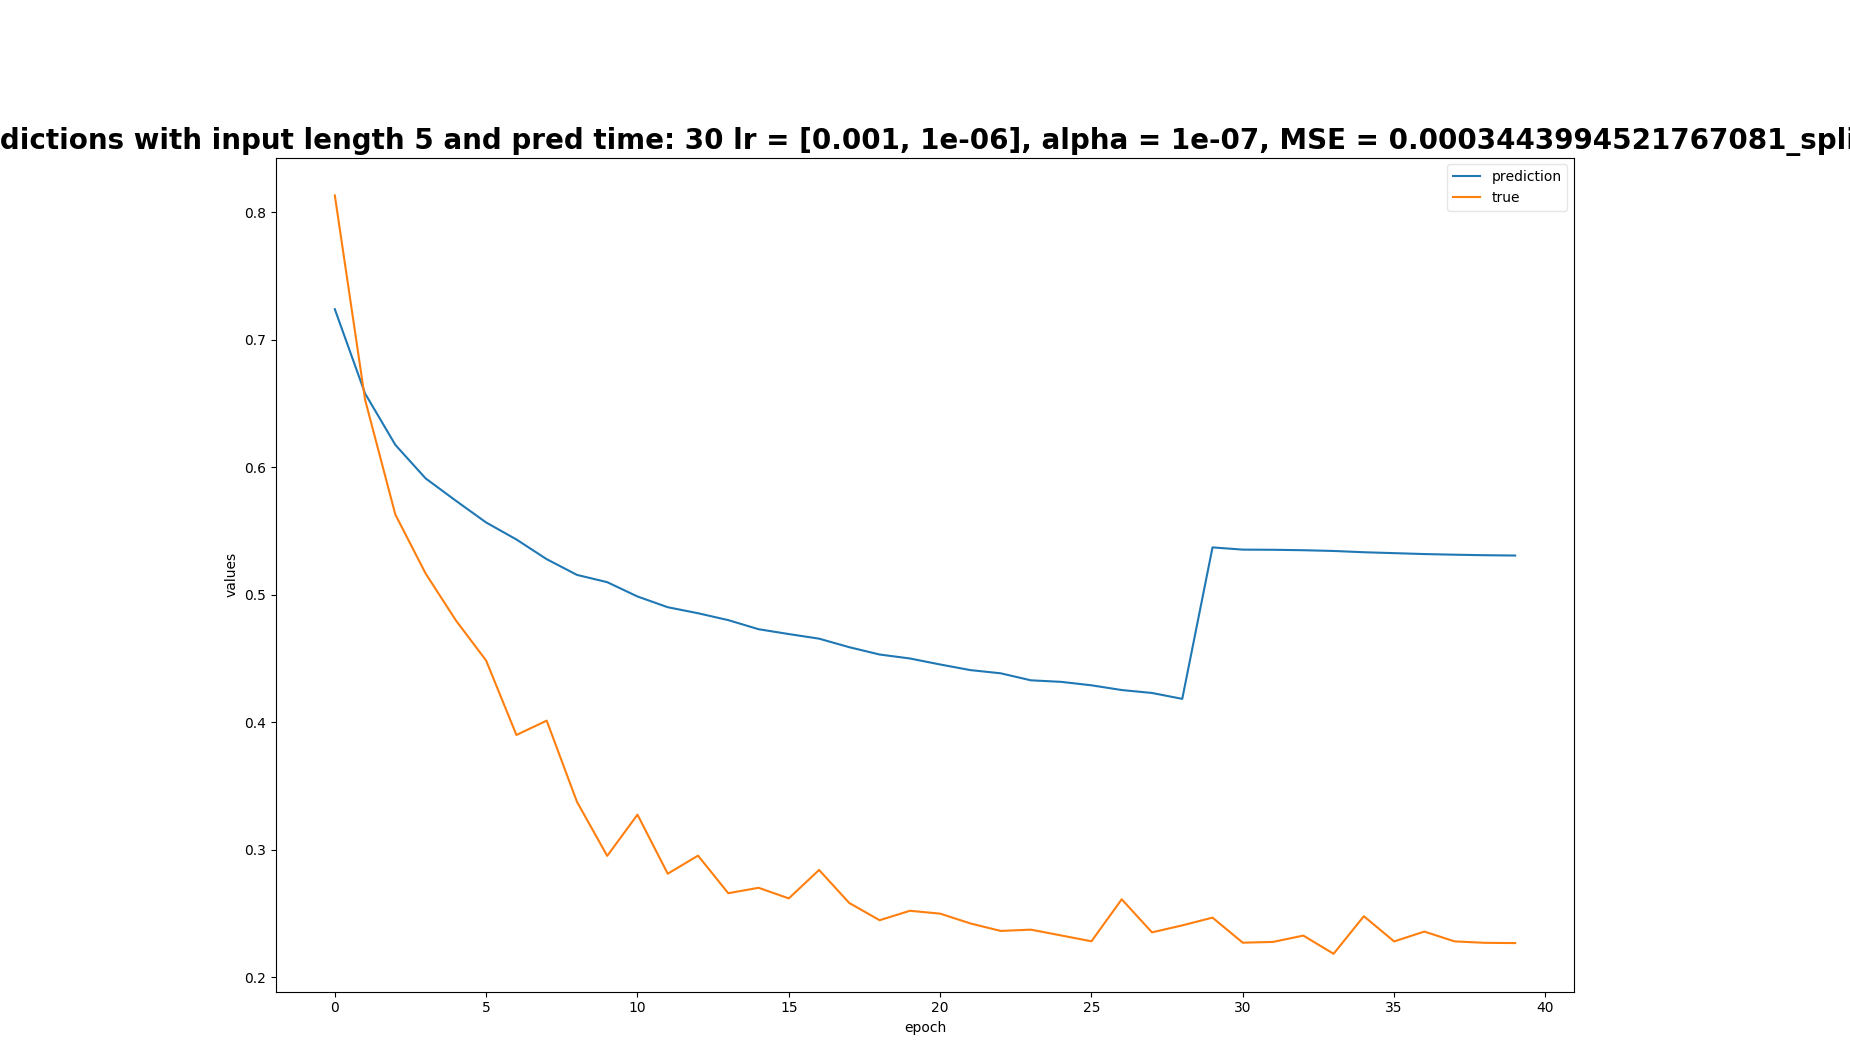 dictions with input length 5 and pred time: 30 lr = [0.001, 1e-06], alpha = 1e-07, MSE = 0.0003443994521767081_spli
prediction
true
0.8
0.7
0.6
0.5
0.4
0.3
0.2
values
0 5 10 15 20 25 30 35 40
epoch